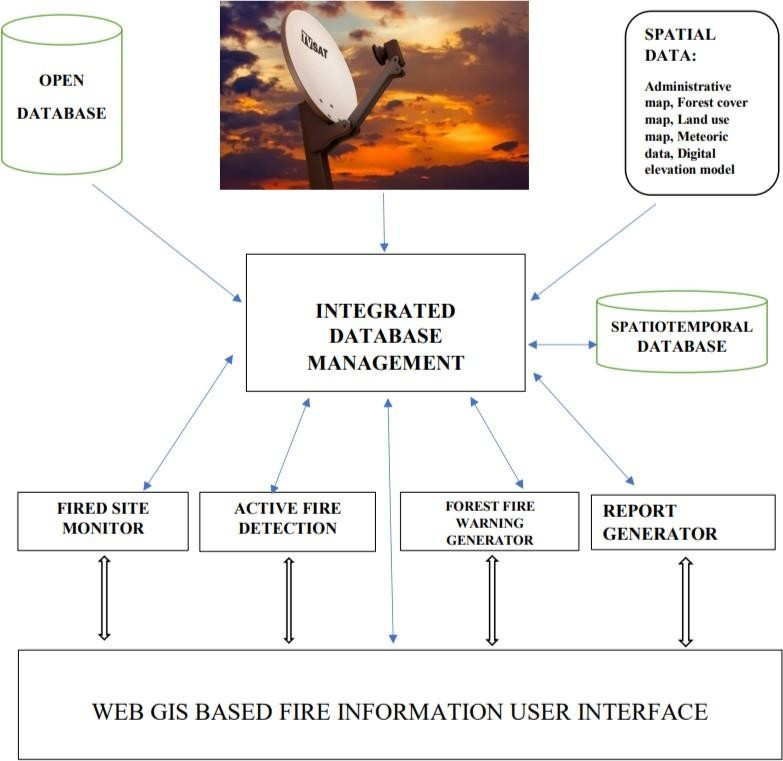 OPEN
DATABASE
TVSAT
SPATIAL
DATA:
Administrative
map, Forest cover
map, Land use
map, Meteoric
data, Digital
elevation model
INTEGRATED
DATABASE
MANAGEMENT
SPATIOTEMPORAL
DATABASE
FIRED SITE
MONITOR
ACTIVE FIRE
DETECTION
FOREST FIRE
WARNING
GENERATOR
REPORT
GENERATOR
WEB GIS BASED FIRE INFORMATION USER INTERFACE